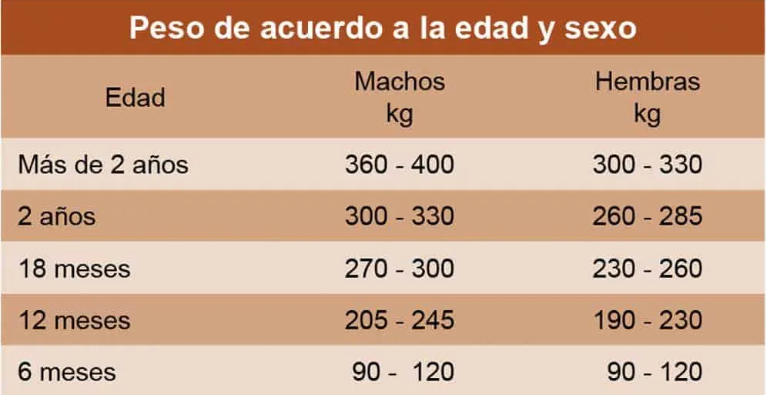 Peso de acuerdo a la edad y sexo
Edad Machos kg Hembras kg
Más de 2 años 360 - 400 300 - 330
2 años 300 - 330 260 - 285
18 meses 270 - 300 230 - 260
12 meses 205 - 245 190 - 230
6 meses 90 - 120 90 - 120